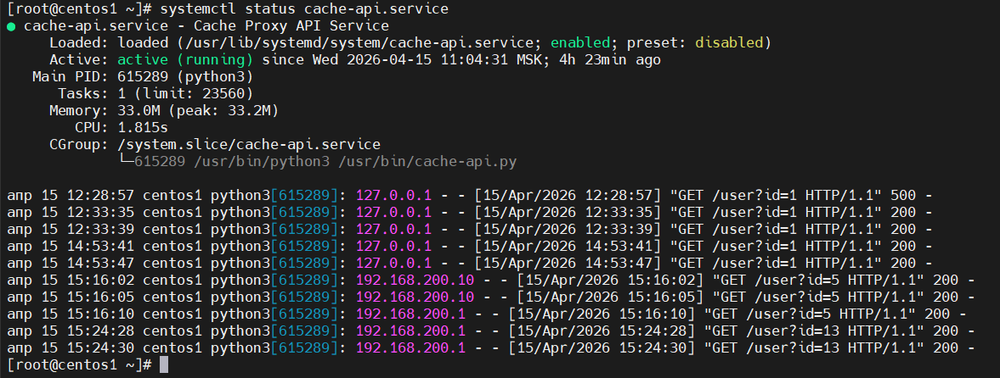 [root@centos1 ~]# systemctl status cache-api.service
● cache-api.service - Cache Proxy API Service
     Loaded: loaded (/usr/lib/systemd/system/cache-api.service; enabled; preset: disabled)
     Active: active (running) since Wed 2026-04-15 11:04:31 MSK; 4h 23min ago
   Main PID: 615289 (python3)
      Tasks: 1 (limit: 23560)
     Memory: 33.0M (peak: 33.2M)
        CPU: 1.815s
     CGroup: /system.slice/cache-api.service
             └─615289 /usr/bin/python3 /usr/bin/cache-api.py

апр 15 12:28:57 centos1 python3[615289]: 127.0.0.1 - - [15/Apr/2026 12:28:57] "GET /user?id=1 HTTP/1.1" 500 -
апр 15 12:33:35 centos1 python3[615289]: 127.0.0.1 - - [15/Apr/2026 12:33:35] "GET /user?id=1 HTTP/1.1" 200 -
апр 15 12:33:39 centos1 python3[615289]: 127.0.0.1 - - [15/Apr/2026 12:33:39] "GET /user?id=1 HTTP/1.1" 200 -
апр 15 14:53:41 centos1 python3[615289]: 127.0.0.1 - - [15/Apr/2026 14:53:41] "GET /user?id=1 HTTP/1.1" 200 -
апр 15 14:53:47 centos1 python3[615289]: 127.0.0.1 - - [15/Apr/2026 14:53:47] "GET /user?id=1 HTTP/1.1" 200 -
апр 15 15:16:02 centos1 python3[615289]: 192.168.200.10 - - [15/Apr/2026 15:16:02] "GET /user?id=5 HTTP/1.1" 200 -
апр 15 15:16:05 centos1 python3[615289]: 192.168.200.10 - - [15/Apr/2026 15:16:05] "GET /user?id=5 HTTP/1.1" 200 -
апр 15 15:16:10 centos1 python3[615289]: 192.168.200.1 - - [15/Apr/2026 15:16:10] "GET /user?id=5 HTTP/1.1" 200 -
апр 15 15:24:28 centos1 python3[615289]: 192.168.200.1 - - [15/Apr/2026 15:24:28] "GET /user?id=13 HTTP/1.1" 200 -
апр 15 15:24:30 centos1 python3[615289]: 192.168.200.1 - - [15/Apr/2026 15:24:30] "GET /user?id=13 HTTP/1.1" 200 -
[root@centos1 ~]#